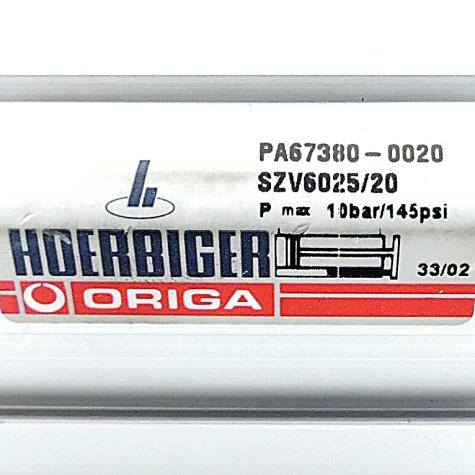 PA67380-0020
SZV6025/20
P max 10bar/145psi
HOERBIGER
33/02
ORIGA